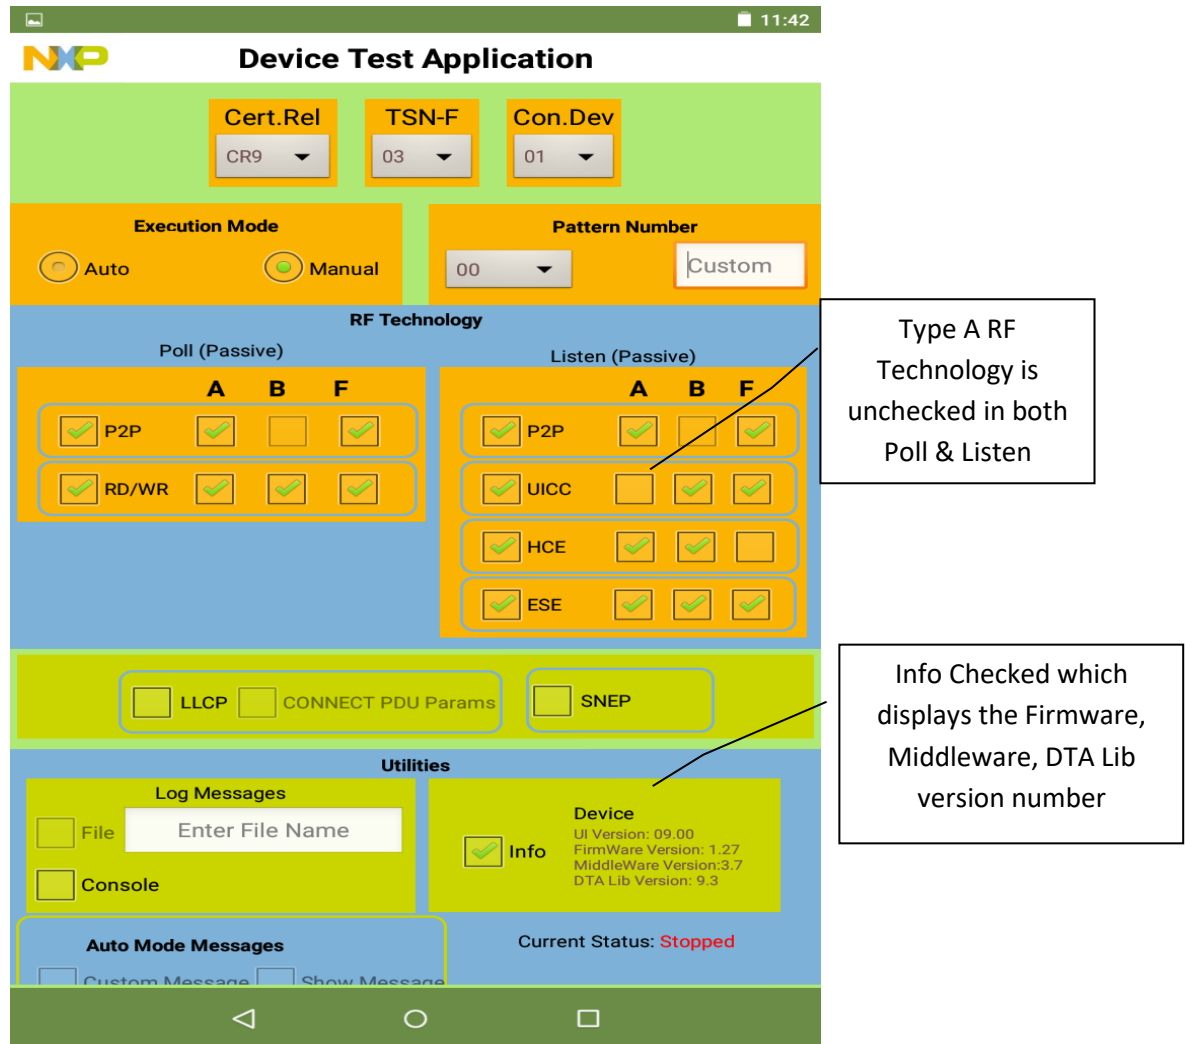 11:42
NXP Device Test Application
Cert.Rel TSN-F Con.Dev
CR9 03 01
Execution Mode
Auto Manual
Pattern Number
00 Custom
RF Technology
Poll (Passive)
A B F
P2P
RD/WR
Listen (Passive)
A B F
P2P
UICC
HCE
ESE
Type A RF
Technology is
unchecked in both
Poll & Listen
LLCP CONNECT PDU Params SNEP
Info Checked which
displays the Firmware,
Middleware, DTA Lib
version number
Utilities
Log Messages
File Enter File Name
Console
Info
Device
UI Version: 09.00
FirmWare Version: 1.27
MiddleWare Version:3.7
DTA Lib Version: 9.3
Auto Mode Messages
Custom Message Show Message
Current Status: Stopped